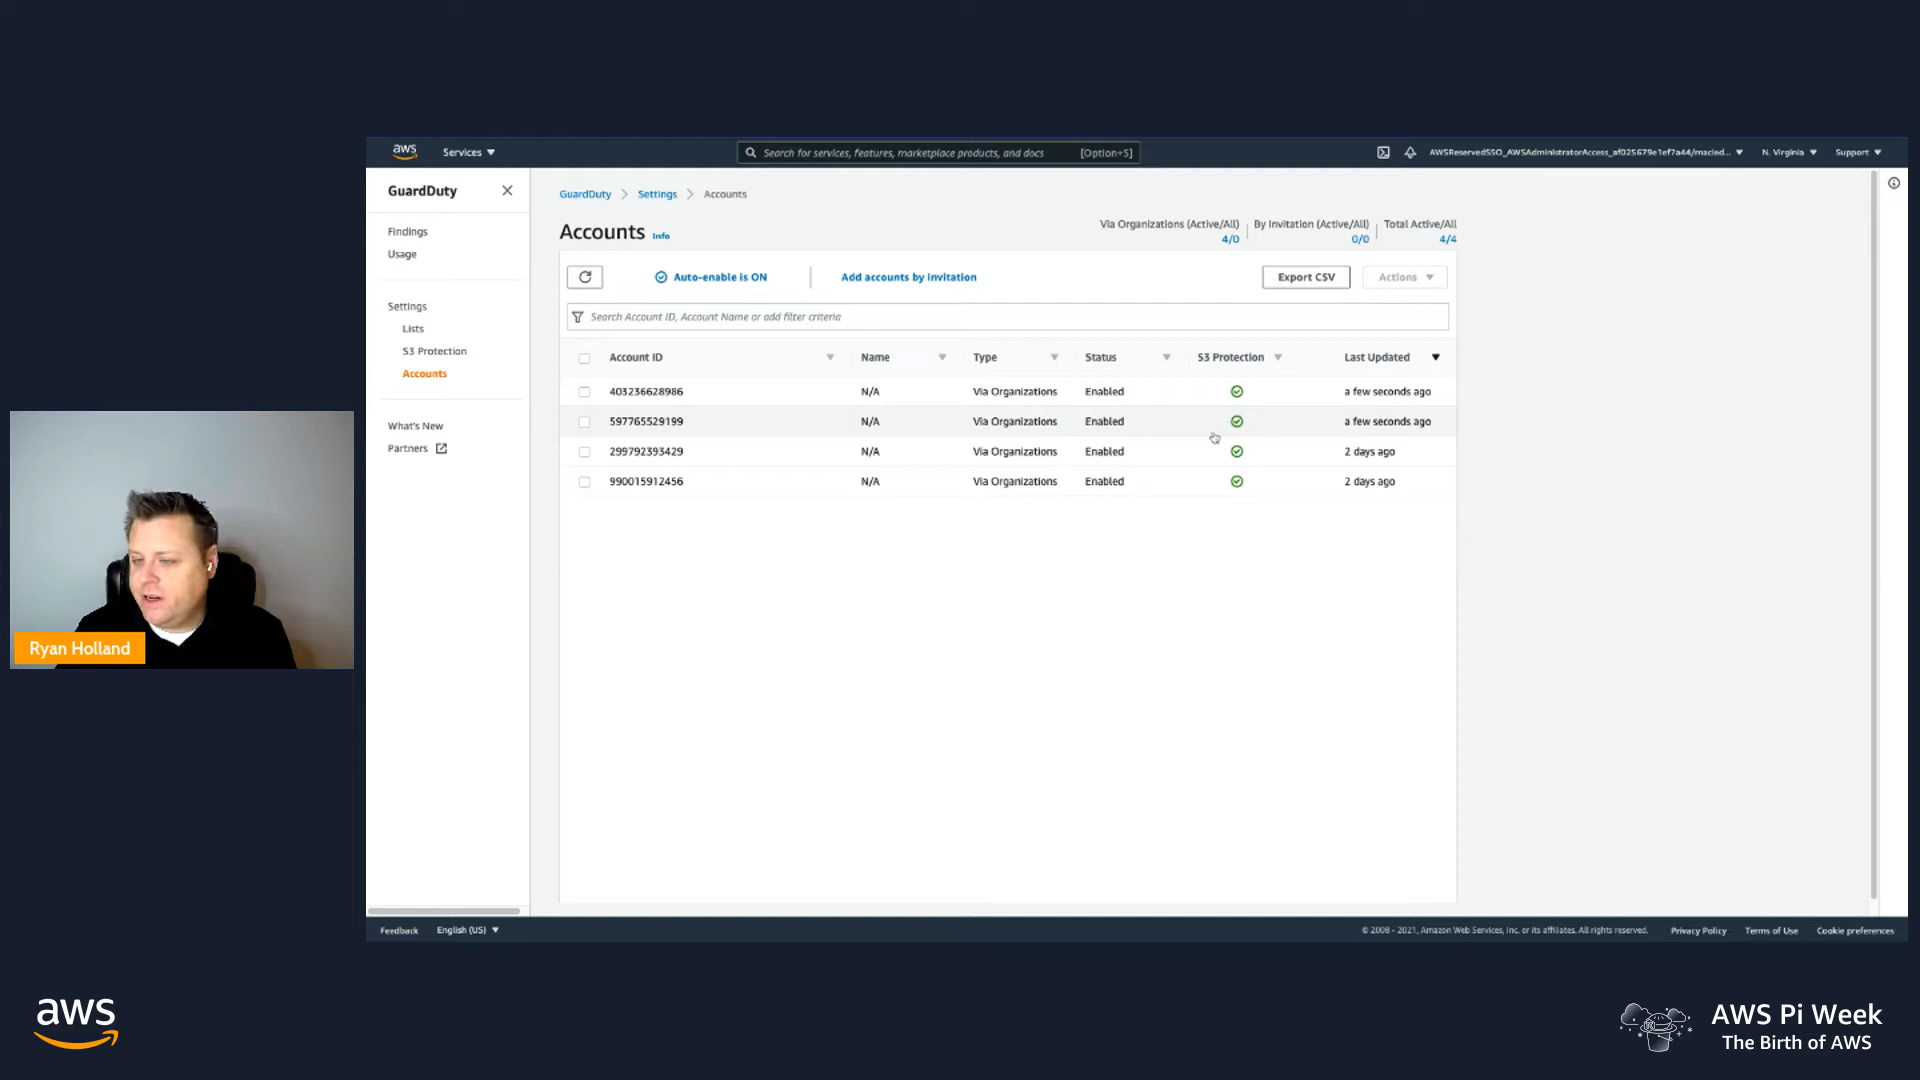 aws
Services
Search for services, features, marketplace products, and docs [Option+S]
AWSReservedSSO_AWSAdministratorAccess_af025679e1ef7a44/macled...
N. Virginia
Support
GuardDuty
Findings
Usage
Settings
Lists
S3 Protection
Accounts
What's New
Partners
GuardDuty
Settings
Accounts
Accounts Info
Via Organizations (Active/All)
4/0
By Invitation (Active/All)
0/0
Total Active/All
4/4
Auto-enable is ON
Add accounts by invitation
Export CSV
Actions
Search Account ID, Account Name or add filter criteria
Account ID Name Type Status S3 Protection Last Updated
403236628986 N/A Via Organizations Enabled a few seconds ago
597765529199 N/A Via Organizations Enabled a few seconds ago
299792393429 N/A Via Organizations Enabled 2 days ago
990015912456 N/A Via Organizations Enabled 2 days ago
Ryan Holland
Feedback
English (US)
© 2008 - 2021, Amazon Web Services, Inc. or its affiliates. All rights reserved.
Privacy Policy
Terms of Use
Cookie preferences
aws
AWS Pi Week
The Birth of AWS